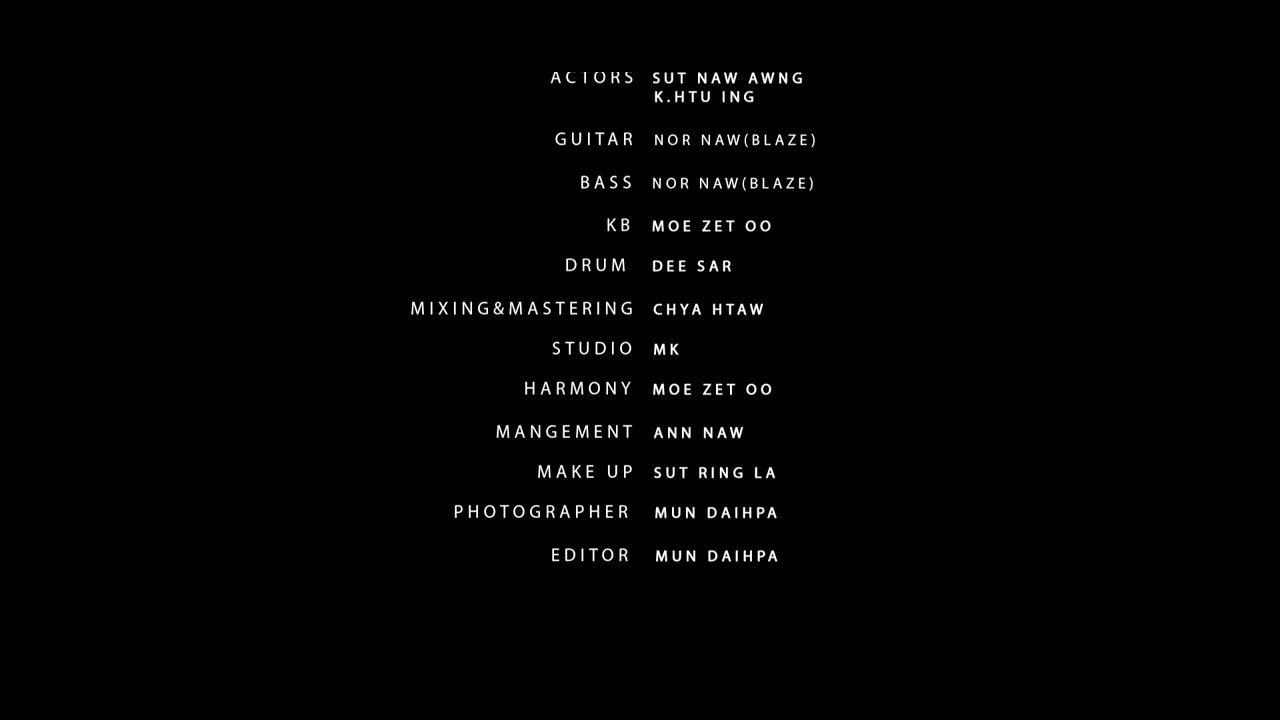 ACTORS SUT NAW AWNG
K.HTU ING
GUITAR NOR NAW(BLAZE)
BASS NOR NAW(BLAZE)
KB MOE ZET OO
DRUM DEE SAR
MIXING&MASTERING CHYA HTAW
STUDIO MK
HARMONY MOE ZET OO
MANGEMENT ANN NAW
MAKE UP SUT RING LA
PHOTOGRAPHER MUN DAIHPA
EDITOR MUN DAIHPA